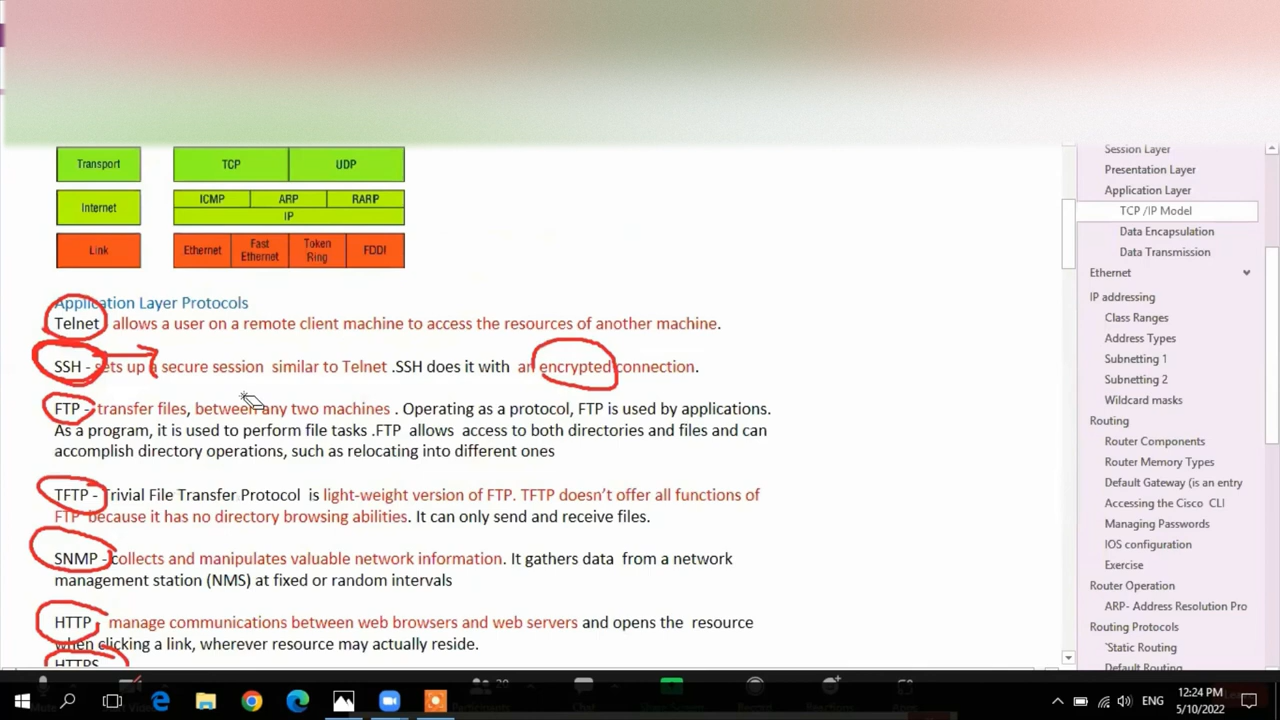 Transport TCP UDP
Internet ICMP ARP RARP
IP
Link Ethernet Fast Ethernet Token Ring FDDI
Application Layer Protocols
Telnet allows a user on a remote client machine to access the resources of another machine.
SSH - sets up a secure session similar to Telnet .SSH does it with an encrypted connection.
FTP - transfer files, between any two machines . Operating as a protocol, FTP is used by applications.
As a program, it is used to perform file tasks .FTP allows access to both directories and files and can
accomplish directory operations, such as relocating into different ones
TFTP - Trivial File Transfer Protocol is light-weight version of FTP. TFTP doesn't offer all functions of
FTP because it has no directory browsing abilities. It can only send and receive files.
SNMP - collects and manipulates valuable network information. It gathers data from a network
management station (NMS) at fixed or random intervals
HTTP - manage communications between web browsers and web servers and opens the resource
when clicking a link, wherever resource may actually reside.
HTTPS
Session Layer
Presentation Layer
Application Layer
TCP /IP Model
Data Encapsulation
Data Transmission
Ethernet
IP addressing
Class Ranges
Address Types
Subnetting 1
Subnetting 2
Wildcard masks
Routing
Router Components
Router Memory Types
Default Gateway (is an entry
Accessing the Cisco CLI
Managing Passwords
IOS configuration
Exercise
Router Operation
ARP- Address Resolution Pro
Routing Protocols
`Static Routing
Default Routing
Participants
Chat
Share Screen
Record
Reactions
Apps
ENG
12:24 PM
5/10/2022